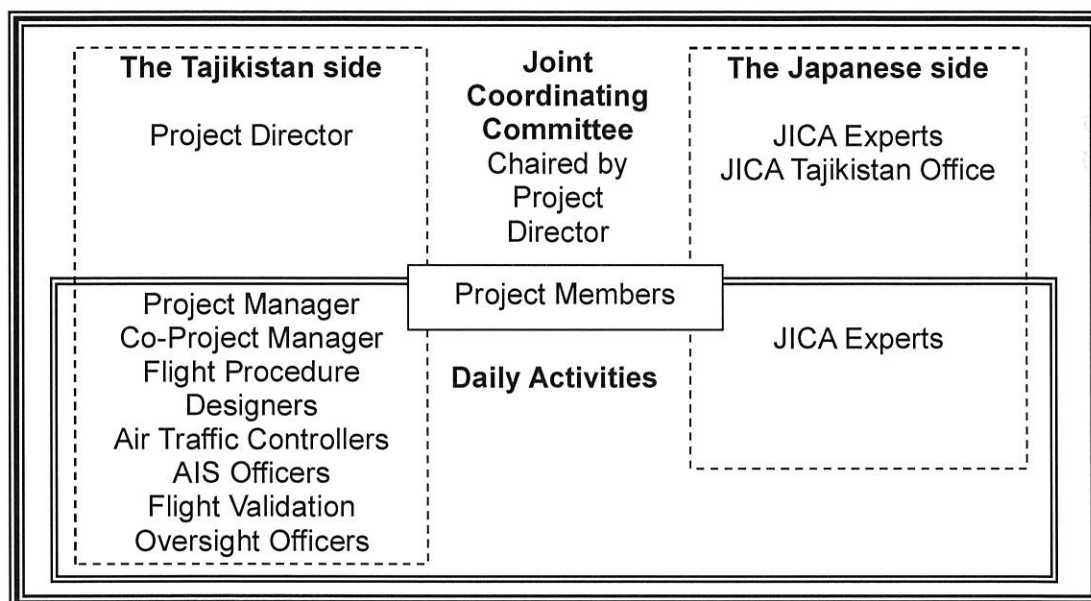 The Tajikistan side
Project Director
Joint
Coordinating
Committee
Chaired by
Project
Director
The Japanese side
JICA Experts
JICA Tajikistan Office
Project Members
Project Manager
Co-Project Manager
Flight Procedure
Designers
Air Traffic Controllers
AIS Officers
Flight Validation
Oversight Officers
Daily Activities
JICA Experts